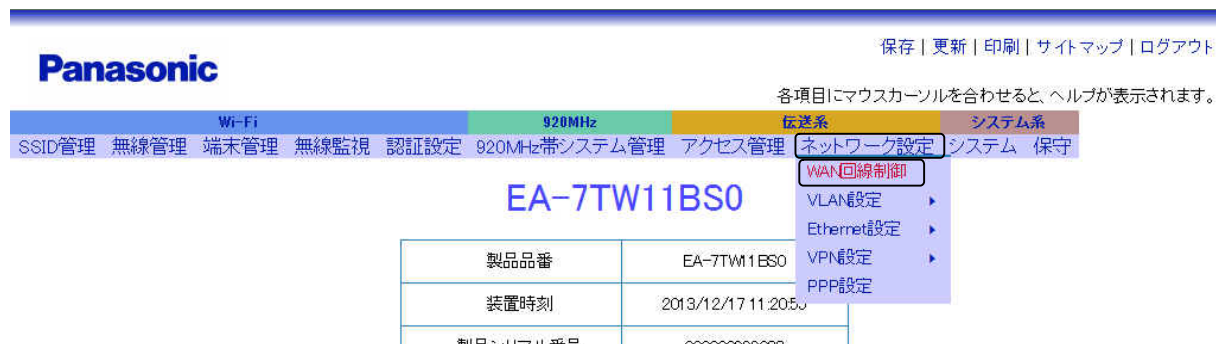 保存 | 更新 | 印刷 | サイトマップ | ログアウト
Panasonic
各項目にマウスカーソルを合わせると、ヘルプが表示されます。
Wi-Fi 920MHz 伝送系 システム系
SSID管理 無線管理 端末管理 無線監視 認証設定 920MHz帯システム管理 アクセス管理 ネットワーク設定 システム 保守
WAN回線制御
EA-7TW11BS0
VLAN設定
Ethernet設定
製品品番 EA-7TW11BS0
VPN設定
PPP設定
装置時刻 2013/12/17 11:20:5